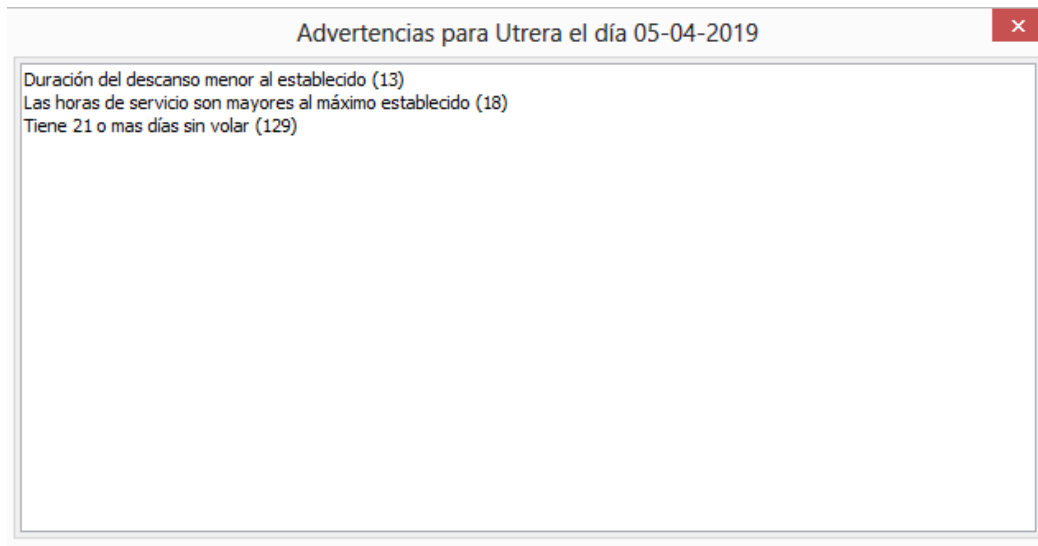 Advertencias para Utrera el día 05-04-2019
Duración del descanso menor al establecido (13)
Las horas de servicio son mayores al máximo establecido (18)
Tiene 21 o mas días sin volar (129)